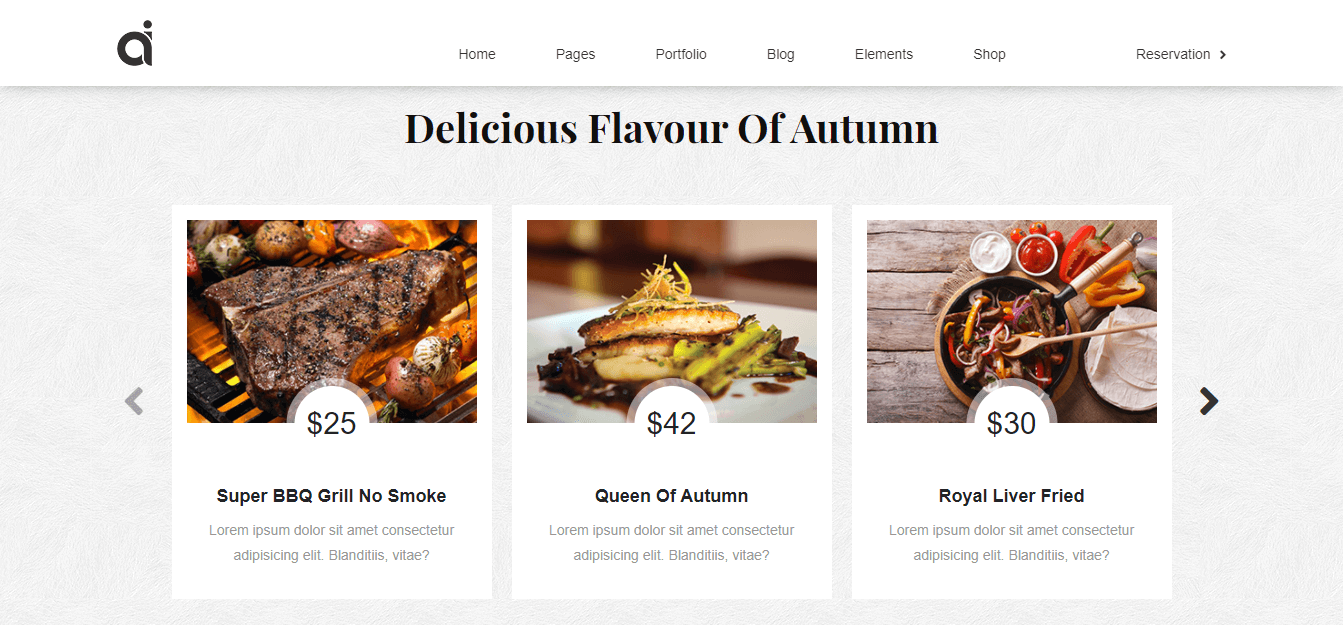 ai
Home
Pages
Portfolio
Blog
Elements
Shop
Reservation
Delicious Flavour Of Autumn
$25
Super BBQ Grill No Smoke
Lorem ipsum dolor sit amet consectetur
adipisicing elit. Blanditiis, vitae?
$42
Queen Of Autumn
Lorem ipsum dolor sit amet consectetur
adipisicing elit. Blanditiis, vitae?
$30
Royal Liver Fried
Lorem ipsum dolor sit amet consectetur
adipisicing elit. Blanditiis, vitae?